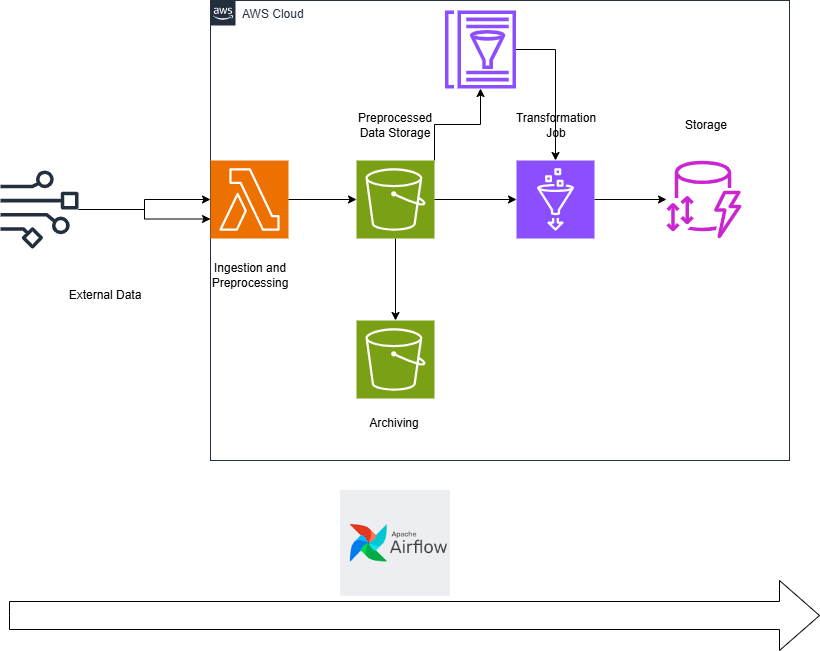 aws
AWS Cloud
Preprocessed
Data Storage
Transformation
Job
Storage
Ingestion and
Preprocessing
External Data
Archiving
Apache
Airflow